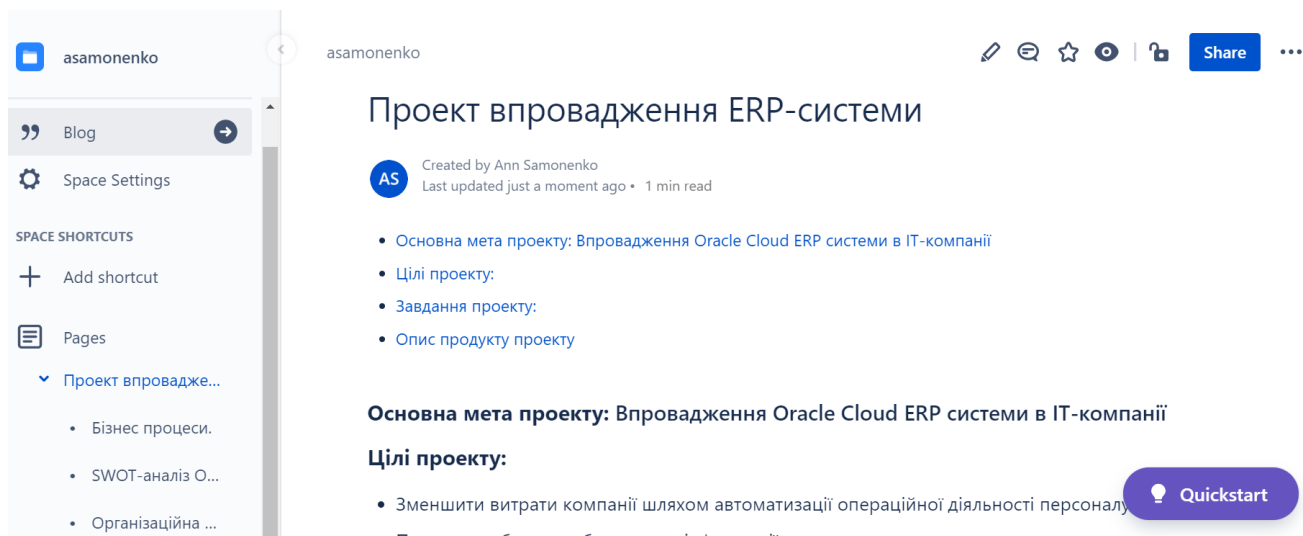 asamonenko
Blog
Space Settings
SPACE SHORTCUTS
Add shortcut
Pages
Проект впровадже...
Бізнес процеси.
SWOT-аналіз О...
Організаційна ...
asamonenko
Share
Проект впровадження ERP-системи
AS
Created by Ann Samonenko
Last updated just a moment ago • 1 min read
• Основна мета проекту: Впровадження Oracle Cloud ERP системи в ІТ-компанії
• Цілі проекту:
• Завдання проекту:
• Опис продукту проекту
Основна мета проекту: Впровадження Oracle Cloud ERP системи в ІТ-компанії
Цілі проекту:
• Зменшити витрати компанії шляхом автоматизації операційної діяльності персоналу
Quickstart